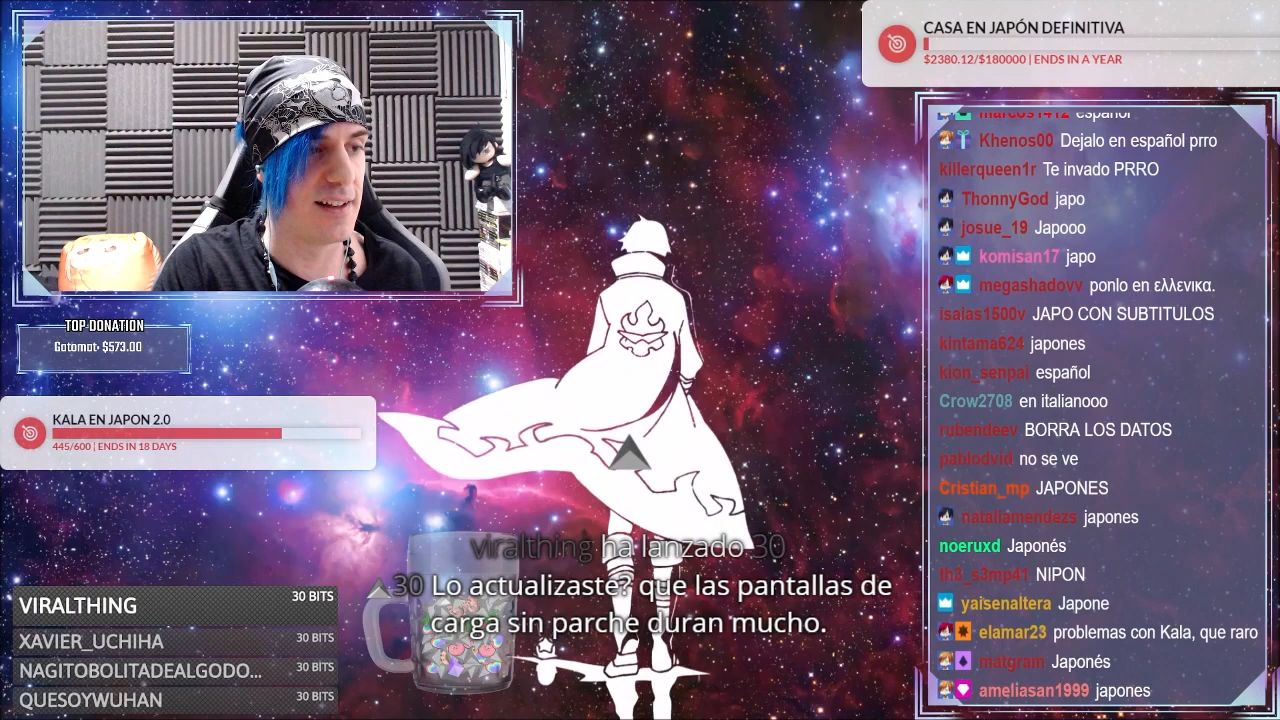 CASA EN JAPÓN DEFINITIVA
$2380.12/$180000 | ENDS IN A YEAR
marcos1412 español
Khenos00 Dejalo en español prro
killerqueen1r Te invado PRRO
ThonnyGod japo
josue_19 Japooo
komisan17 japo
megashadovv ponlo en ελλενικα.
isaias1500v JAPO CON SUBTITULOS
kintama624 japones
kion_senpai español
Crow2708 en italianooo
rubendeev BORRA LOS DATOS
pablodvid no se ve
Cristian_mp JAPONES
nataliamendezs japones
noeruxd Japonés
th3_s3mp41 NIPON
yaisenaltera Japone
elamar23 problemas con Kala, que raro
matgram Japonés
ameliasan1999 japones
TOP DONATION
Gatomat: $573.00
KALA EN JAPON 2.0
445/600 | ENDS IN 18 DAYS
viralthing ha lanzado 30
30 Lo actualizaste? que las pantallas de
carga sin parche duran mucho.
VIRALTHING 30 BITS
XAVIER_UCHIHA 30 BITS
NAGITOBOLITADEALGODO... 30 BITS
QUESOYWUHAN 30 BITS